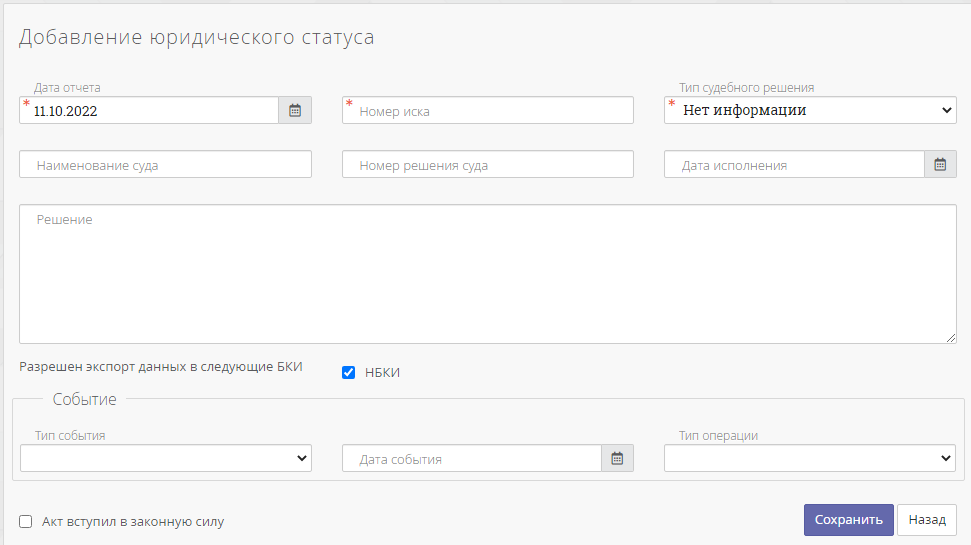 Добавление юридического статуса
Дата отчета
Тип судебного решения
* 11.10.2022
* Номер иска
* Нет информации
Наименование суда
Номер решения суда
Дата исполнения
Решение
Разрешен экспорт данных в следующие БКИ
НБКИ
Событие
Тип события
Тип операции
Дата события
Акт вступил в законную силу
Сохранить
Назад